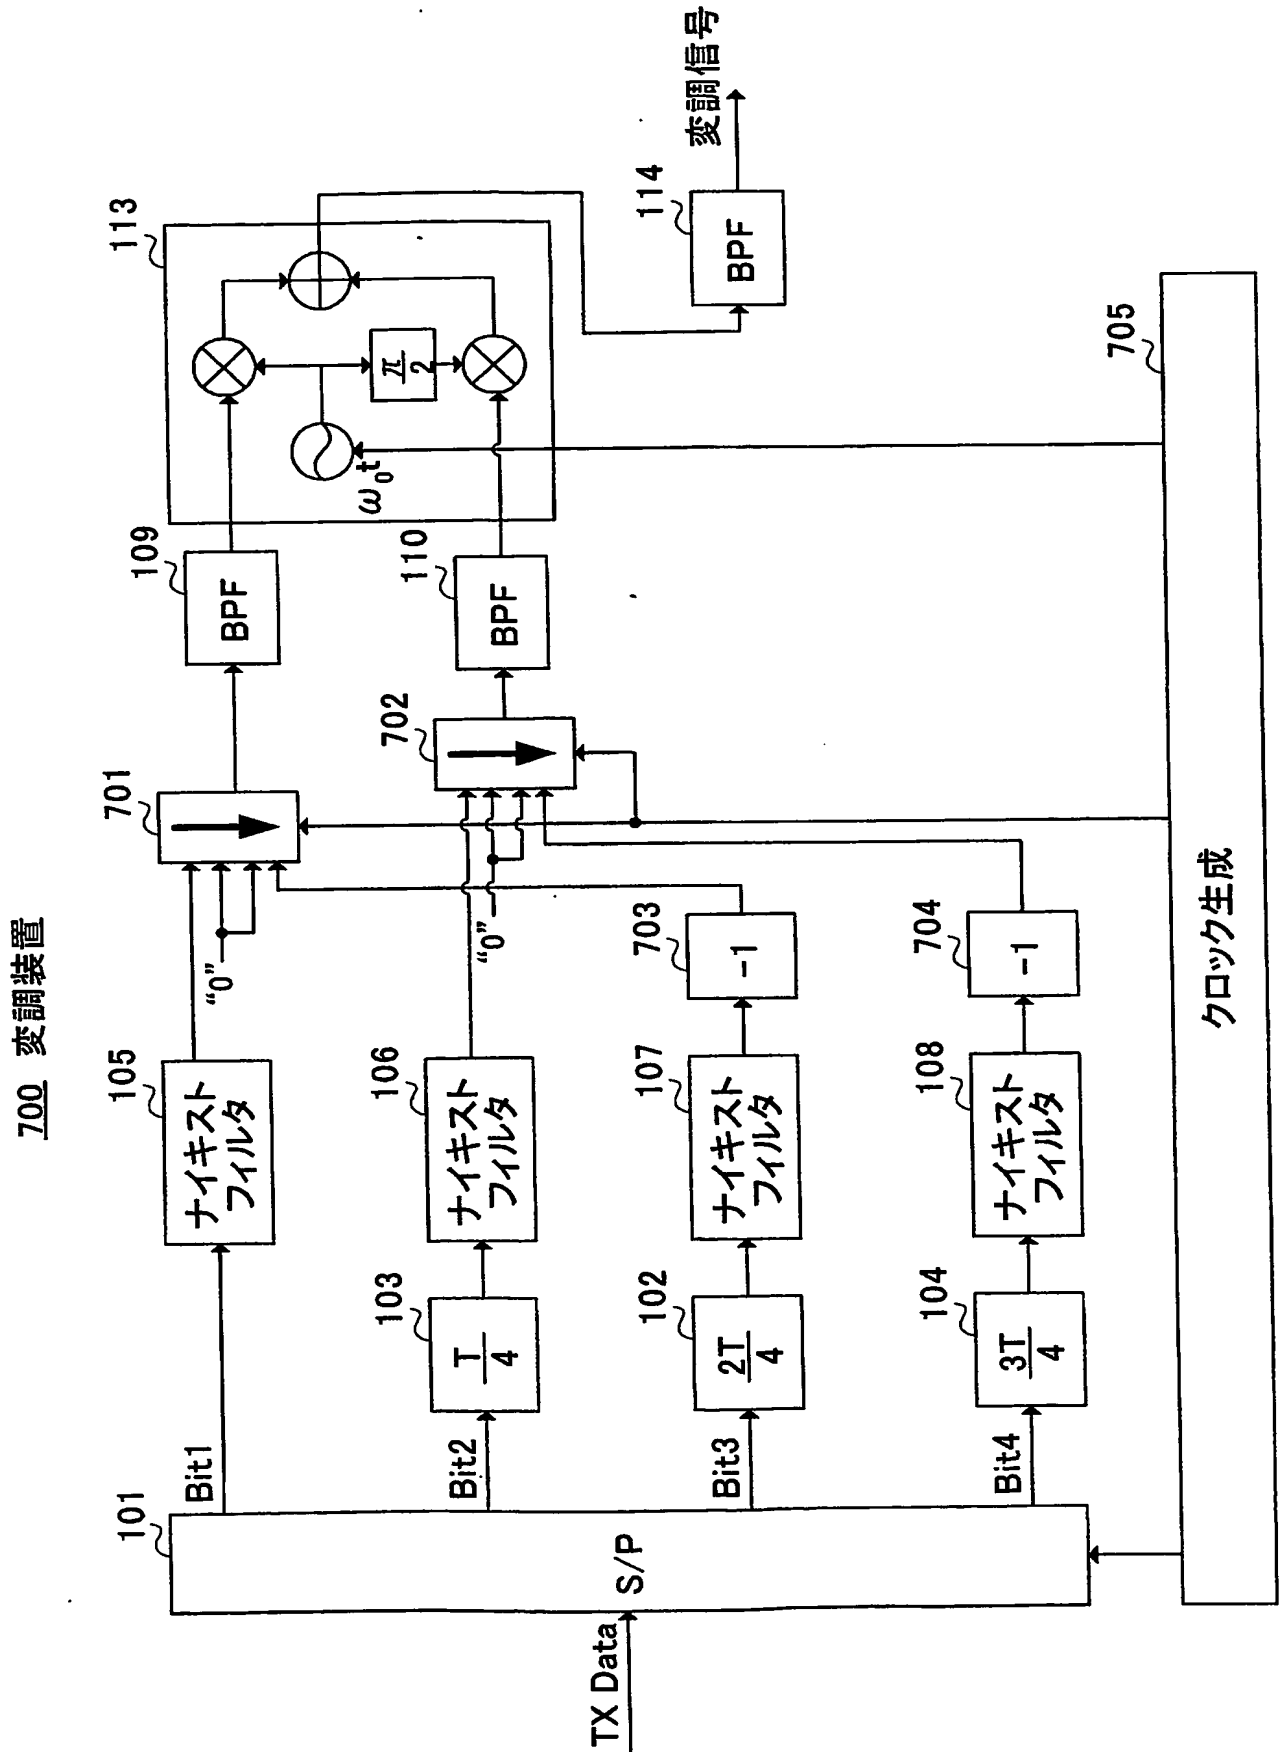 700 変調装置
TX Data
101
S/P
Bit1
Bit2
Bit3
Bit4
103
T/4
102
2T/4
104
3T/4
105
ナイキスト
フィルタ
106
ナイキスト
フィルタ
107
ナイキスト
フィルタ
108
ナイキスト
フィルタ
703
-1
704
-1
"0"
"0"
701
702
109
BPF
110
BPF
113
ω₀t
π/2
114
BPF
変調信号
705
クロック生成